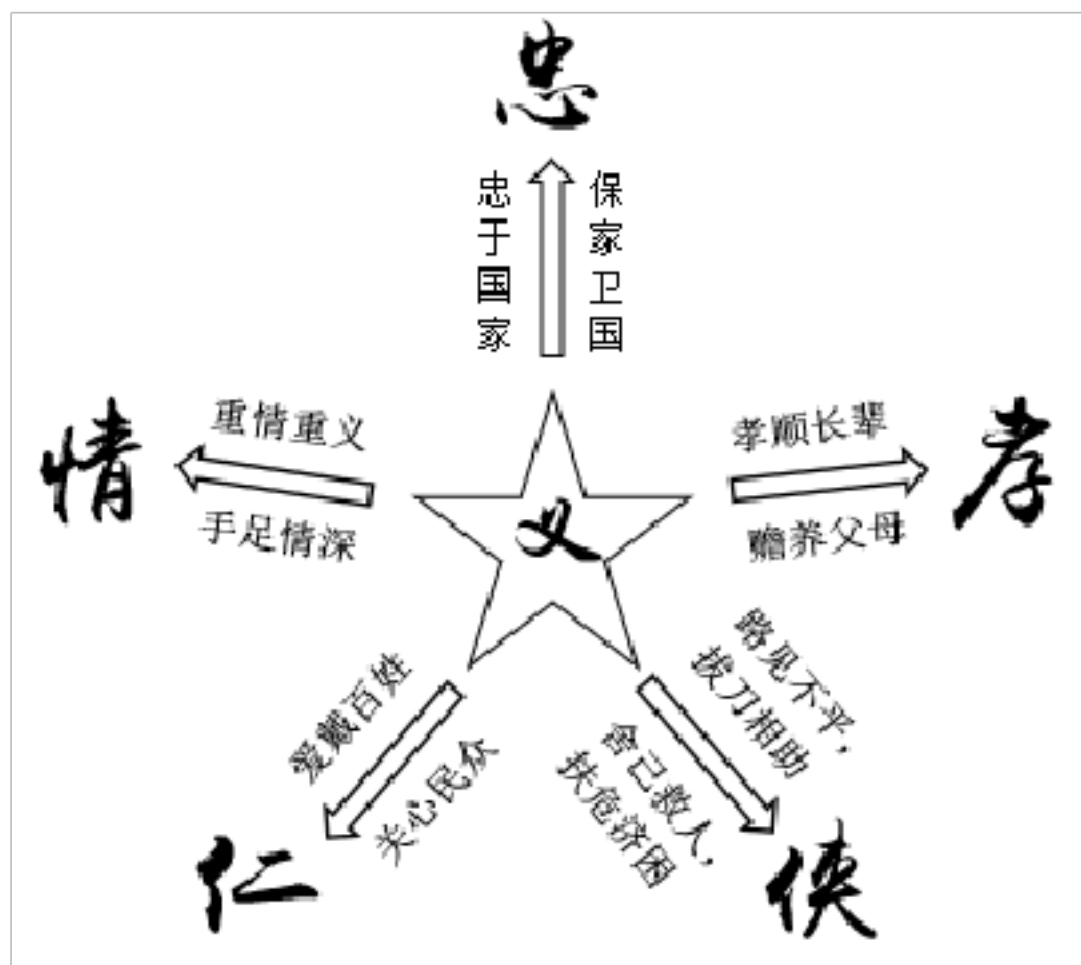 忠
忠于国家
保家卫国
情
重情重义
手足情深
义
孝顺长辈
赡养父母
孝
爱戴百姓
关心民众
仁
路见不平，
拔刀相助
舍己救人，
扶危济困
侠